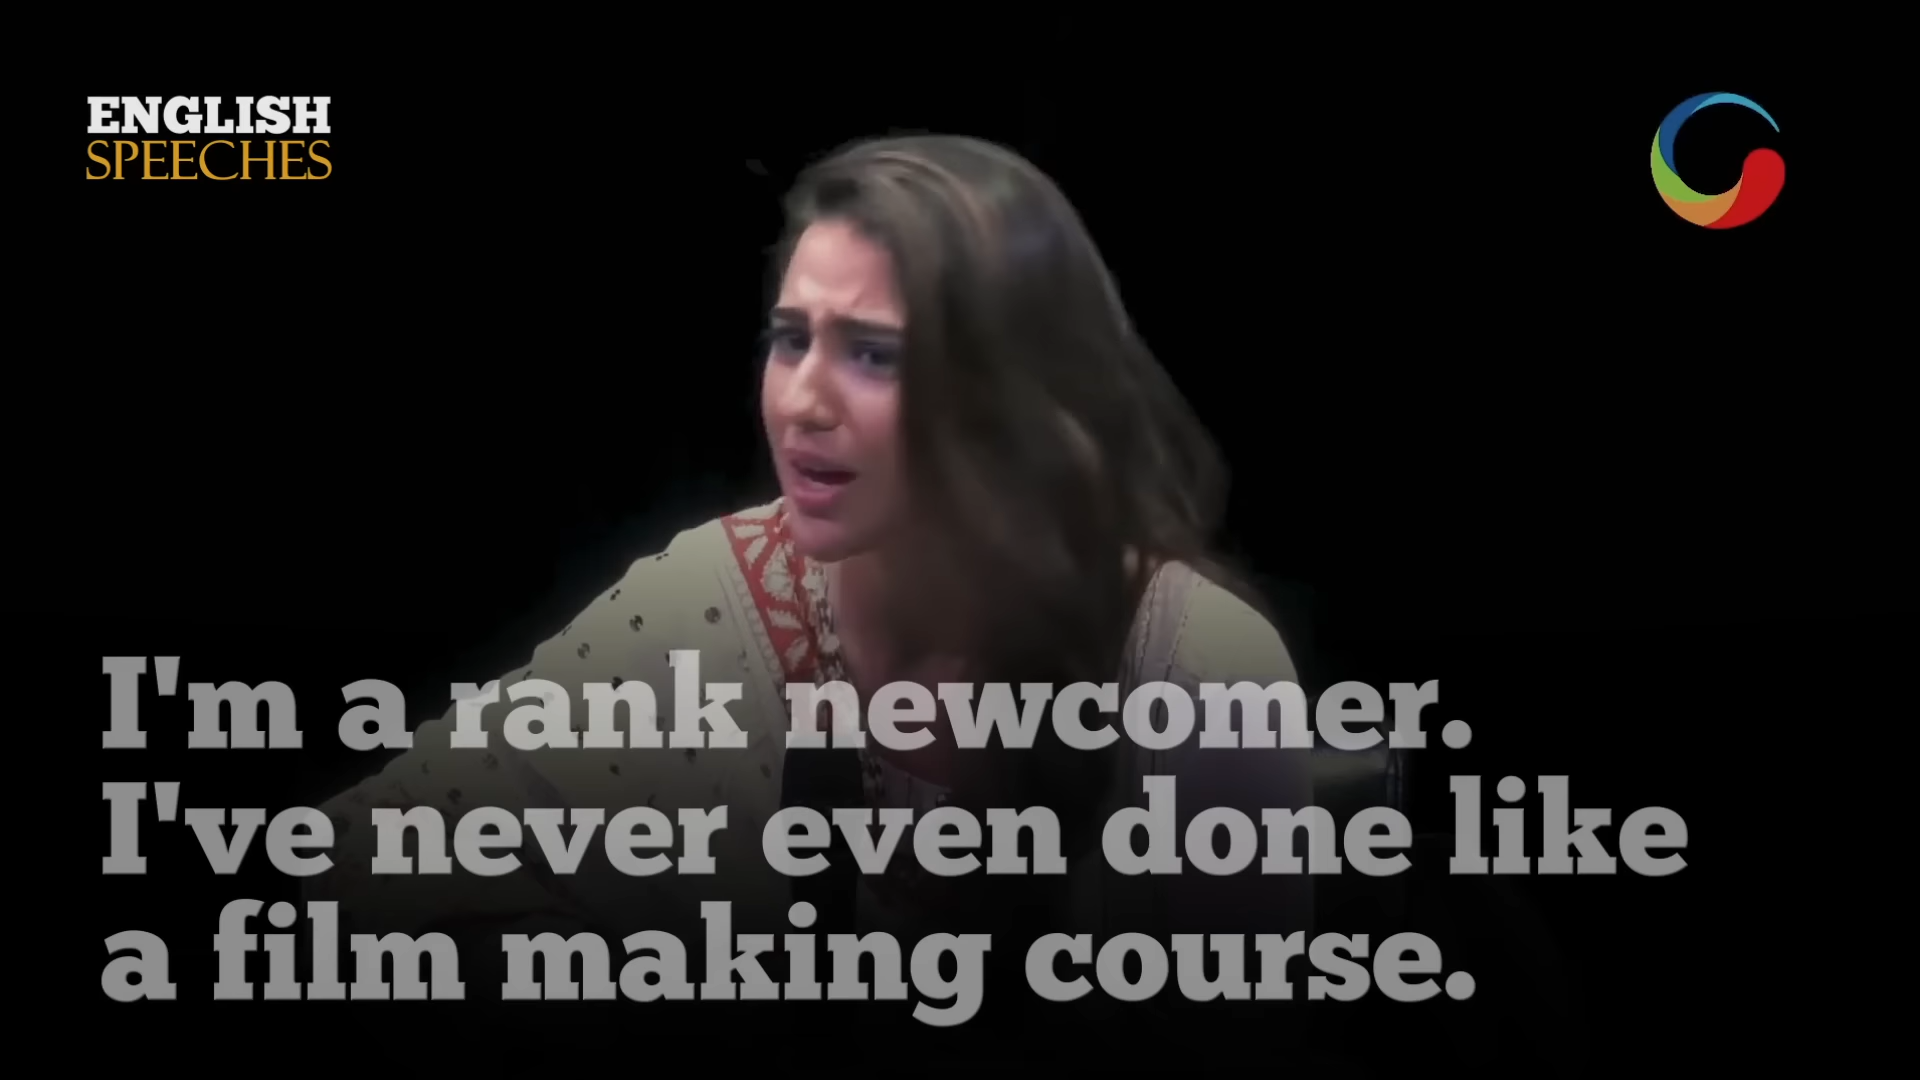 ENGLISH
SPEECHES
I'm a rank newcomer.
I've never even done like
a film making course.